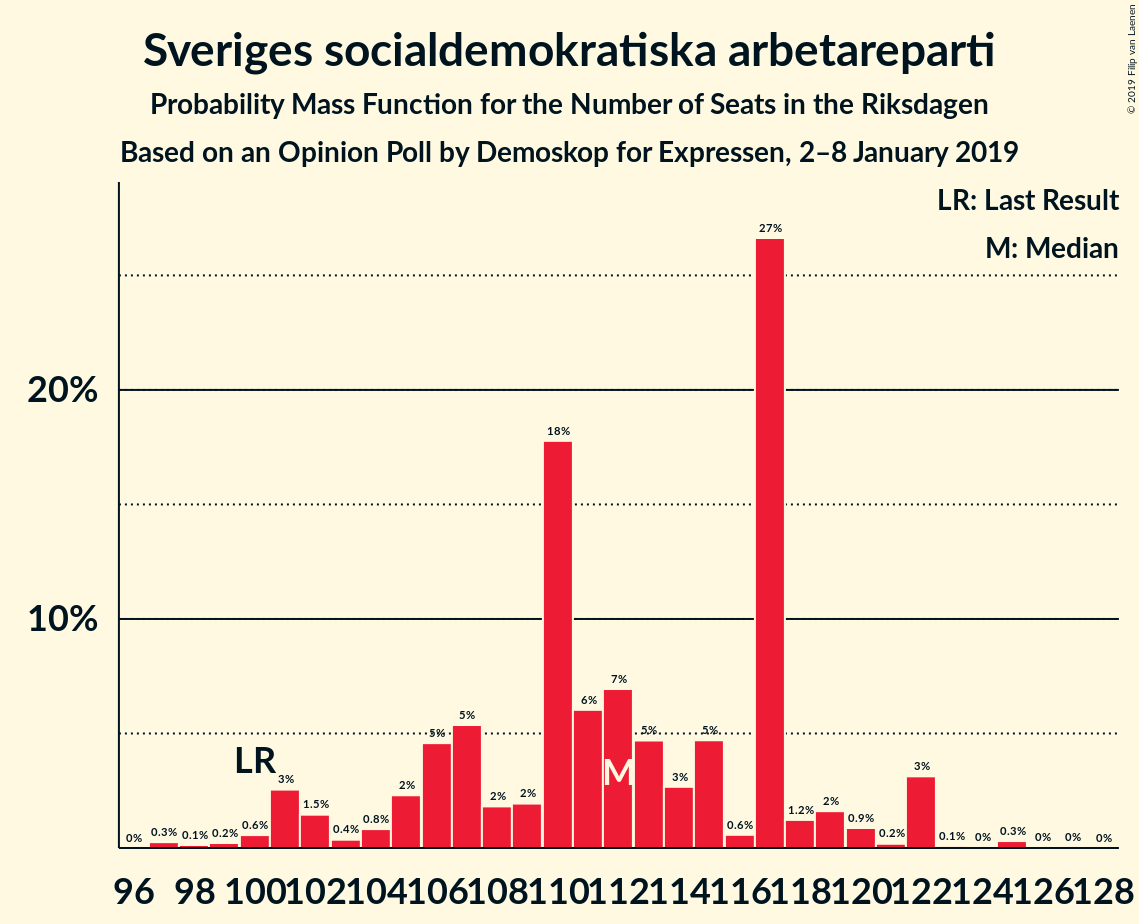 Sveriges socialdemokratiska arbetareparti
Probability Mass Function for the Number of Seats in the Riksdagen
Based on an Opinion Poll by Demoskop for Expressen, 2–8 January 2019
© 2019 Filip van Laenen
LR: Last Result
M: Median
20%
10%
LR
M
0% 0.3% 0.1% 0.2% 0.6% 3% 1.5% 0.4% 0.8% 2% 5% 5% 2% 2% 18% 6% 7% 5% 3% 5% 0.6% 27% 1.2% 2% 0.9% 0.2% 3% 0.1% 0% 0.3% 0% 0% 0%
96 98 100 102 104 106 108 110 112 114 116 118 120 122 124 126 128